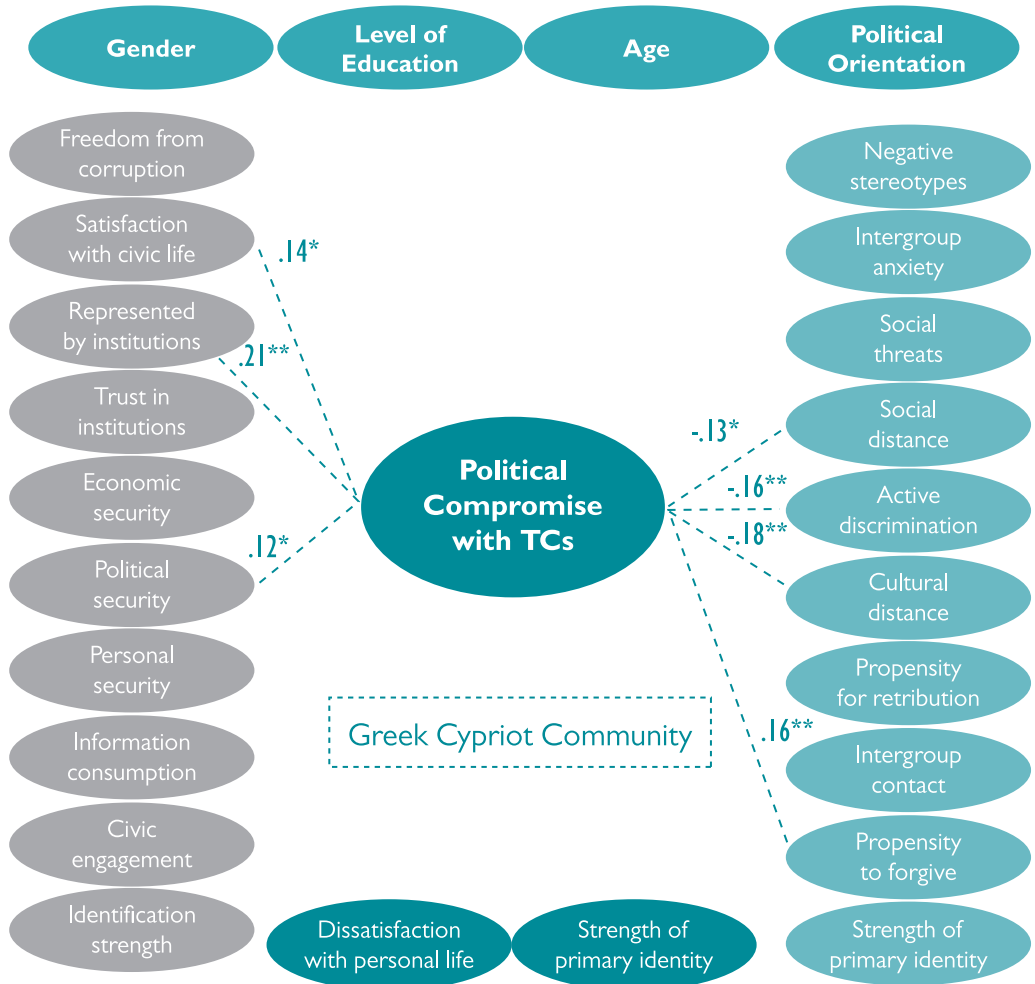 Gender
Level of
Education
Age
Political
Orientation
Freedom from
corruption
Satisfaction
with civic life
Represented
by institutions
Trust in
institutions
Economic
security
Political
security
Personal
security
Information
consumption
Civic
engagement
Identification
strength
.14*
.21**
.12*
Political
Compromise
with TCs
Greek Cypriot Community
-.13*
-.16**
-.18**
.16**
Negative
stereotypes
Intergroup
anxiety
Social
threats
Social
distance
Active
discrimination
Cultural
distance
Propensity
for retribution
Intergroup
contact
Propensity
to forgive
Strength of
primary identity
Dissatisfaction
with personal life
Strength of
primary identity